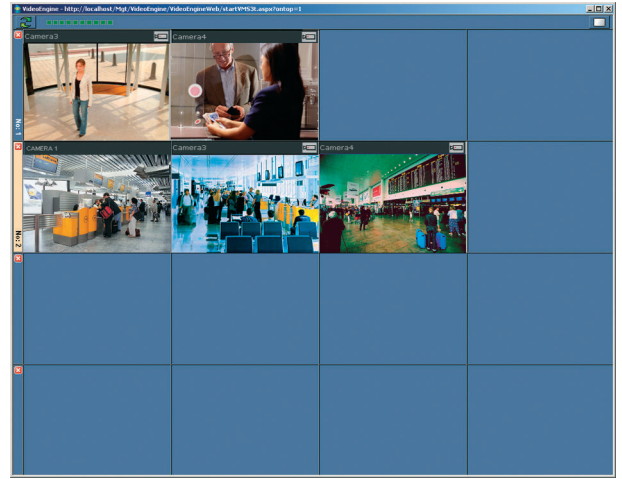 VideoEngine - http://localhost/Mgt/VideoEngine/VideoEngineWeb/startVMS3R.aspx?ontop=1
Camera3
Camera4
No: 1
CAMERA 1
Camera3
Camera4
No: 2